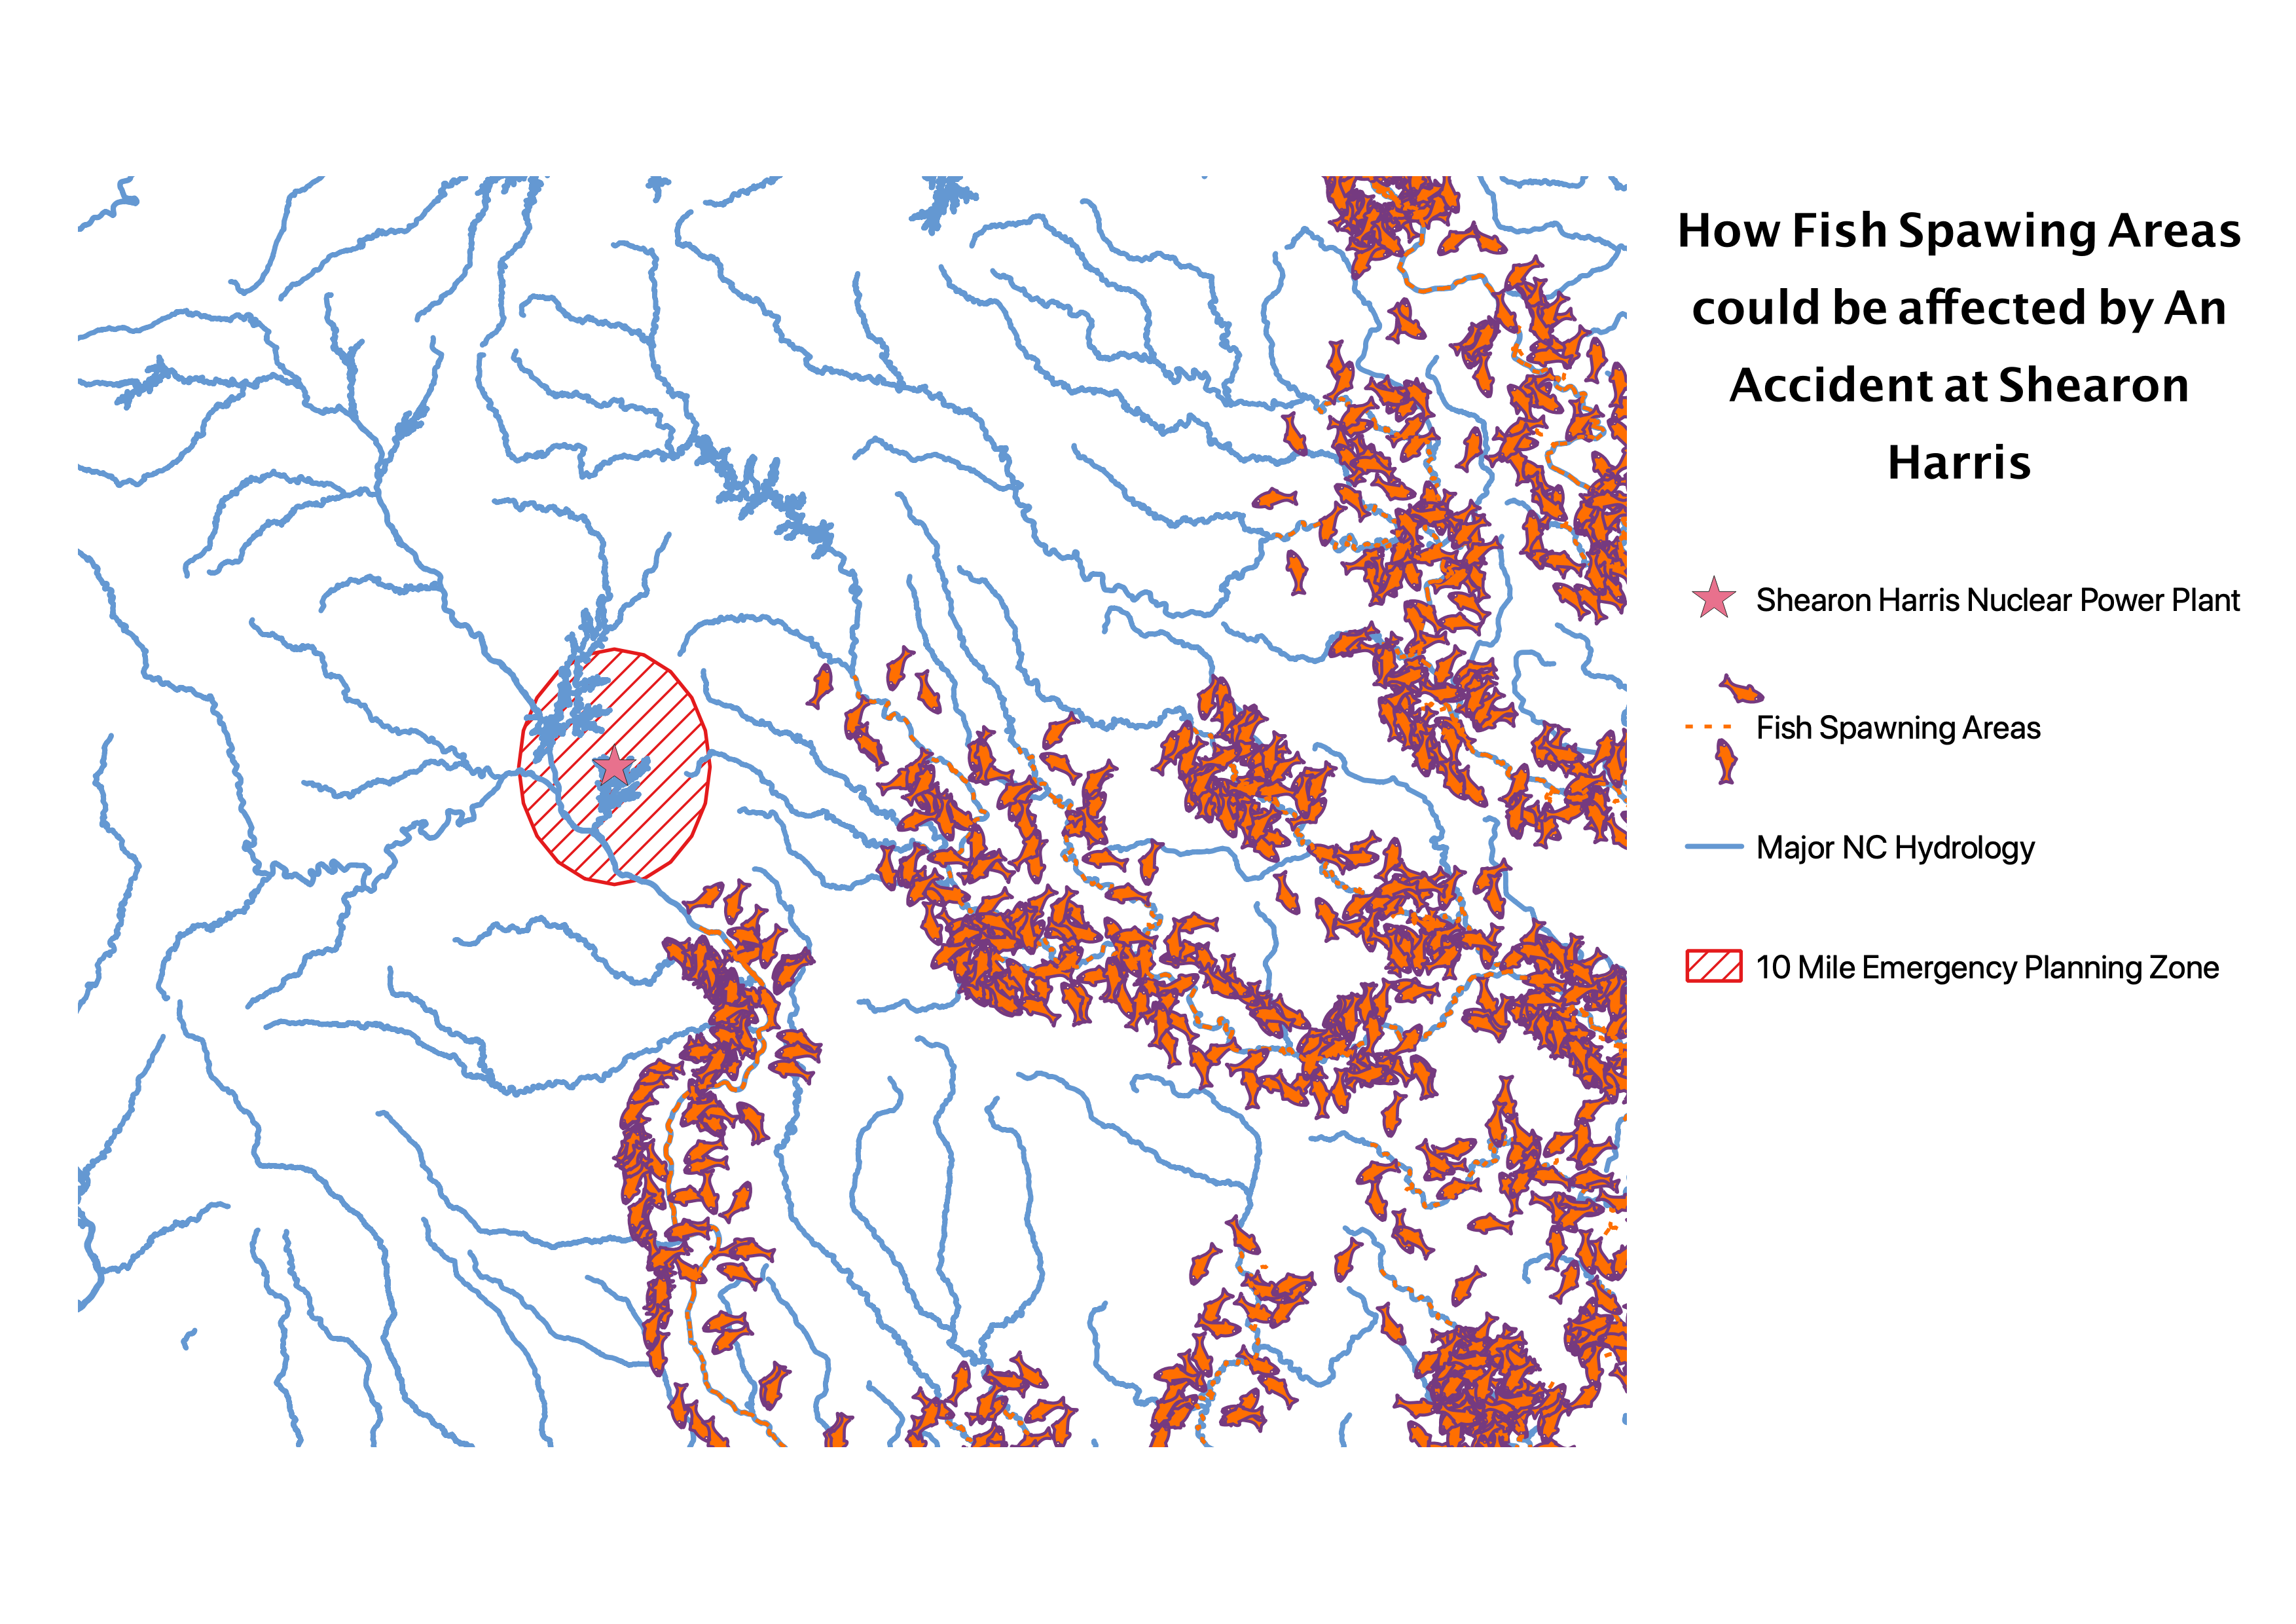 How Fish Spawing Areas
could be affected by An
Accident at Shearon
Harris
Shearon Harris Nuclear Power Plant
Fish Spawning Areas
Major NC Hydrology
10 Mile Emergency Planning Zone